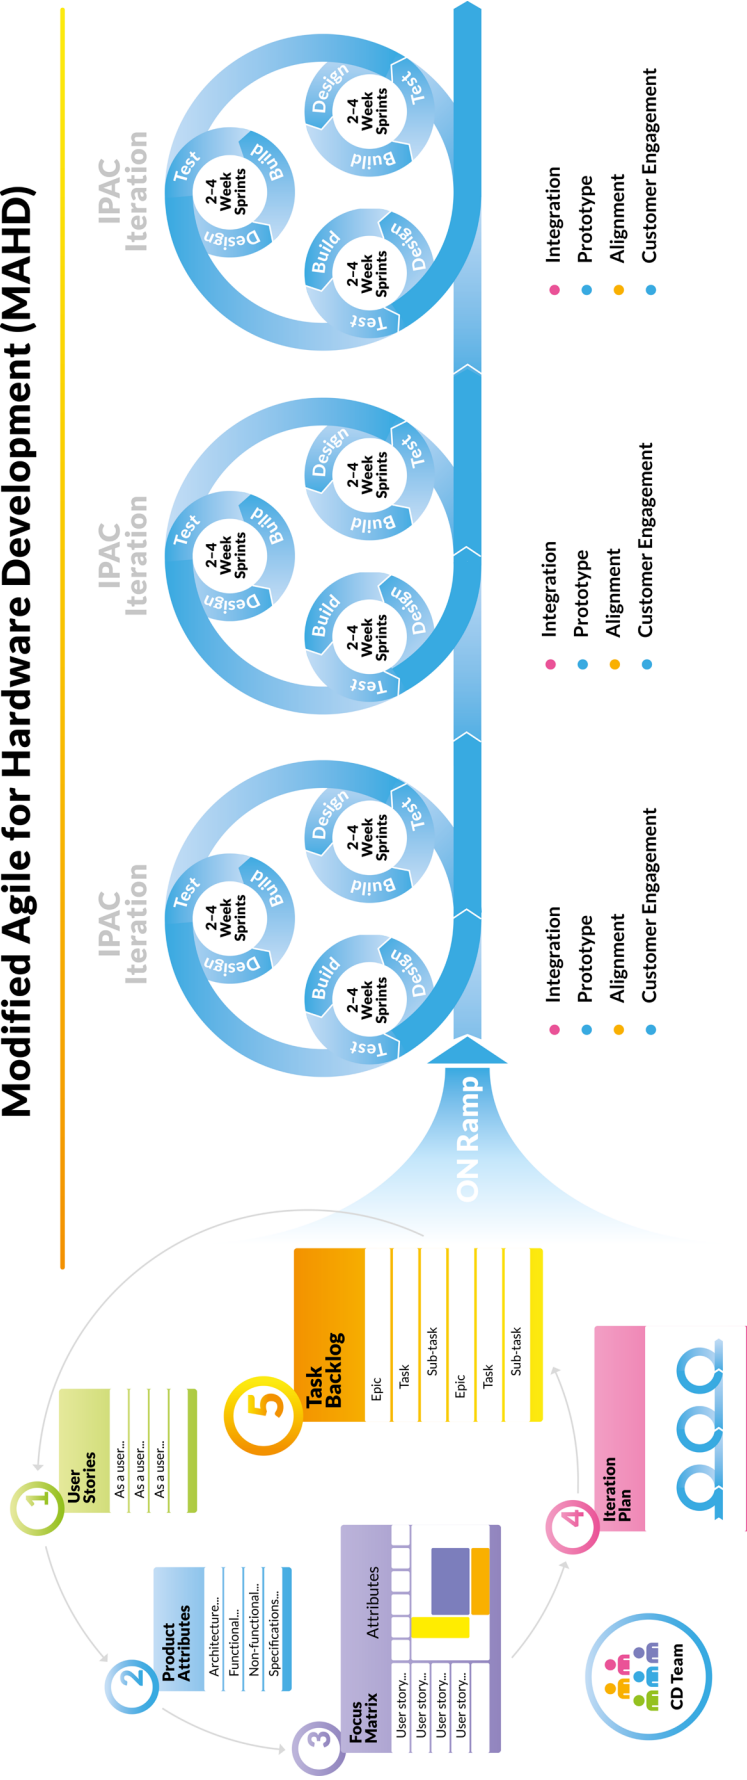 Modified Agile for Hardware Development (MAHD)
1
User
Stories
As a user...
As a user...
As a user...
2
Product
Attributes
Architecture...
Functional...
Non-functional...
Specifications...
3
Focus
Matrix
Attributes
User story...
User story...
User story...
User story...
4
Iteration
Plan
5
Task
Backlog
Epic
Task
Sub-task
Epic
Task
Sub-task
CD Team
ON Ramp
IPAC
Iteration
Test
Design
Build
2–4
Week
Sprints
Build
Test
Design
2–4
Week
Sprints
Design
Build
Test
2–4
Week
Sprints
Integration
Prototype
Alignment
Customer Engagement
IPAC
Iteration
Test
Design
Build
2–4
Week
Sprints
Build
Test
Design
2–4
Week
Sprints
Design
Build
Test
2–4
Week
Sprints
Integration
Prototype
Alignment
Customer Engagement
IPAC
Iteration
Test
Design
Build
2–4
Week
Sprints
Build
Test
Design
2–4
Week
Sprints
Design
Build
Test
2–4
Week
Sprints
Integration
Prototype
Alignment
Customer Engagement